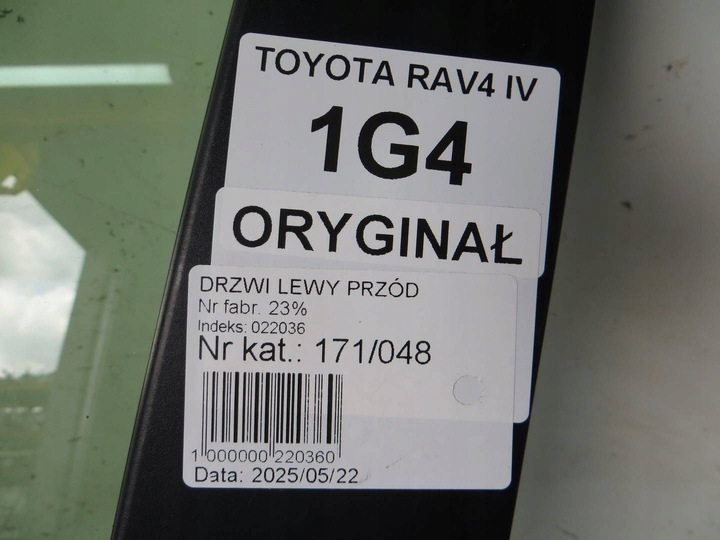 TOYOTA RAV4 IV
1G4
ORYGINAŁ
DRZWI LEWY PRZÓD
Nr fabr. 23%
Indeks: 022036
Nr kat.: 171/048
1 000000 220360
Data: 2025/05/22